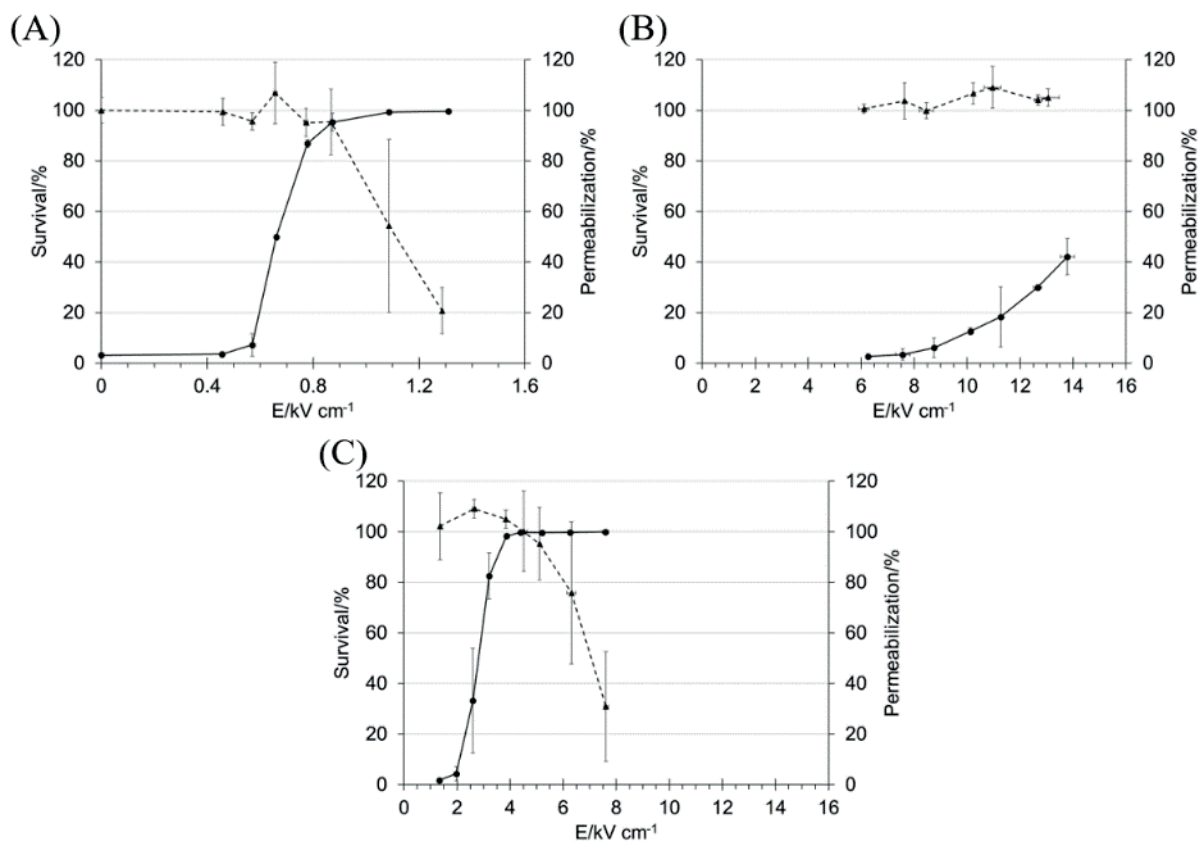 (A)
120 120
100 100
80 80
60 60
40 40
20 20
0 0
Survival/%
Permeabilization/%
0 0.4 0.8 1.2 1.6
E/kV cm⁻¹
(B)
120 120
100 100
80 80
60 60
40 40
20 20
0 0
Survival/%
Permeabilization/%
0 2 4 6 8 10 12 14 16
E/kV cm⁻¹
(C)
120 120
100 100
80 80
60 60
40 40
20 20
0 0
Survival/%
Permeabilization/%
0 2 4 6 8 10 12 14 16
E/kV cm⁻¹